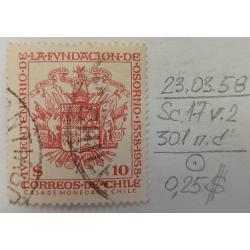 IV CENTENARIO · DE · LA FVNDACION · DE · OSORNO · 1558 - 1958
$ 10
CORREOS DE CHILE
CASA DE MONEDA DE CHILE
23.03.58
Sc. 17 v.2
301 n.d
0,25$